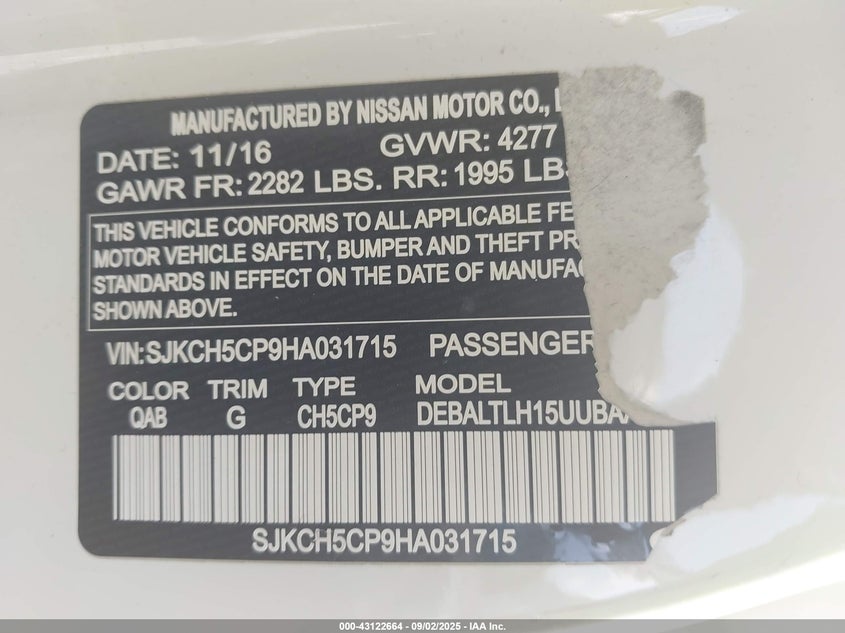 MANUFACTURED BY NISSAN MOTOR CO.,
DATE: 11/16 GVWR: 4277
GAWR FR: 2282 LBS. RR: 1995
THIS VEHICLE CONFORMS TO ALL APPLICABLE
MOTOR VEHICLE SAFETY, BUMPER AND THEFT
STANDARDS IN EFFECT ON THE DATE OF
SHOWN ABOVE.
VIN: SJKCH5CP9HA031715 PASSENGER
COLOR TRIM TYPE MODEL
QAB G CH5CP9 DEBALTLH15UUBA
SJKCH5CP9HA031715
000-43122664 - 09/02/2025 - IAA Inc.